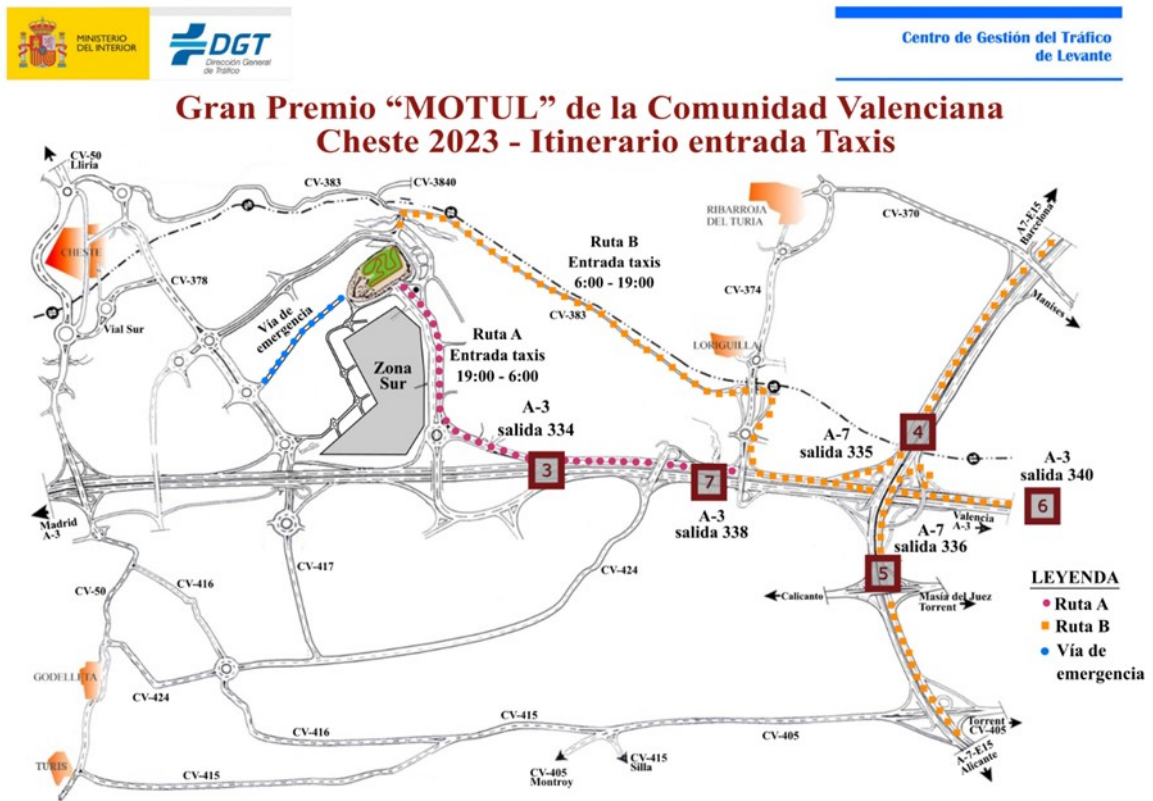 MINISTERIO
DEL INTERIOR
DGT
Dirección General
de Tráfico
Centro de Gestión del Tráfico
de Levante
Gran Premio “MOTUL” de la Comunidad Valenciana
Cheste 2023 - Itinerario entrada Taxis
CV-50
Lliria
CV-383
CV-3840
RIBARROJA
DEL TURIA
CV-370
A7-E15
Barcelona
CHESTE
CV-378
Ruta B
Entrada taxis
6:00 - 19:00
CV-383
CV-374
Manises
Vial Sur
Vía de
emergencia
Ruta A
Entrada taxis
19:00 - 6:00
LORIGUILLA
Zona
Sur
A-3
salida 334
A-7
salida 335
4
A-3
salida 340
3
7
6
Madrid
A-3
A-3
salida 338
Valencia
A-3
A-7
salida 336
CV-417
CV-424
5
CV-50
CV-416
Calicanto
Masía del Juez
Torrent
LEYENDA
Ruta A
Ruta B
Vía de
emergencia
GODELLETA
CV-424
CV-416
CV-415
CV-405
Torrent
CV-405
TURIS
CV-415
CV-405
Montroy
CV-415
Silla
A-7-E15
Alicante